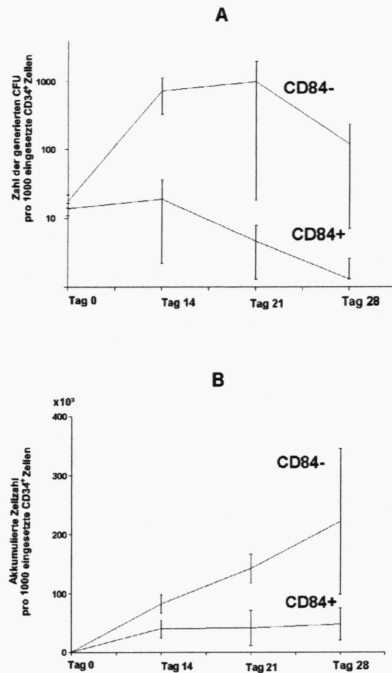 A
Zahl der generierten CFU
pro 1000 eingesetzte CD34⁺ Zellen
1000
100
10
CD84-
CD84+
Tag 0
Tag 14
Tag 21
Tag 28
B
x10³
Akkumulierte Zellzahl
pro 1000 eingesetzte CD34⁺ Zellen
400
300
200
100
0
CD84-
CD84+
Tag 0
Tag 14
Tag 21
Tag 28